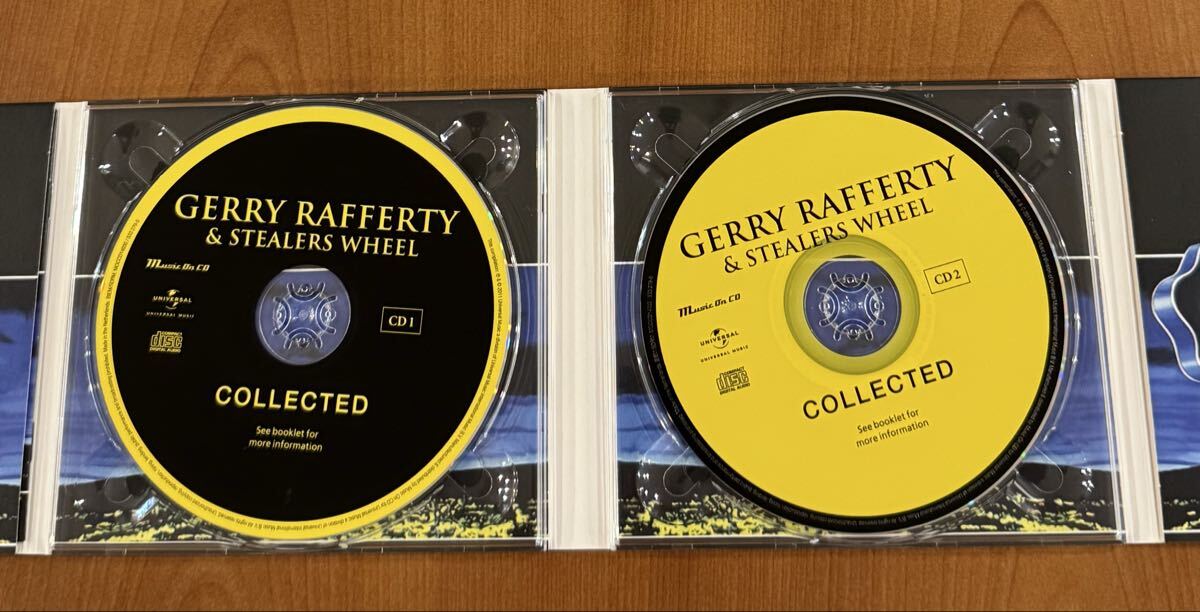 GERRY RAFFERTY
& STEALERS WHEEL
Music On CD
UNIVERSAL
UNIVERSAL MUSIC
CD 1
COMPACT
disc
DIGITAL AUDIO
COLLECTED
See booklet for
more information
GERRY RAFFERTY
& STEALERS WHEEL
Music On CD
UNIVERSAL
UNIVERSAL MUSIC
CD 2
COMPACT
disc
DIGITAL AUDIO
COLLECTED
See booklet for
more information